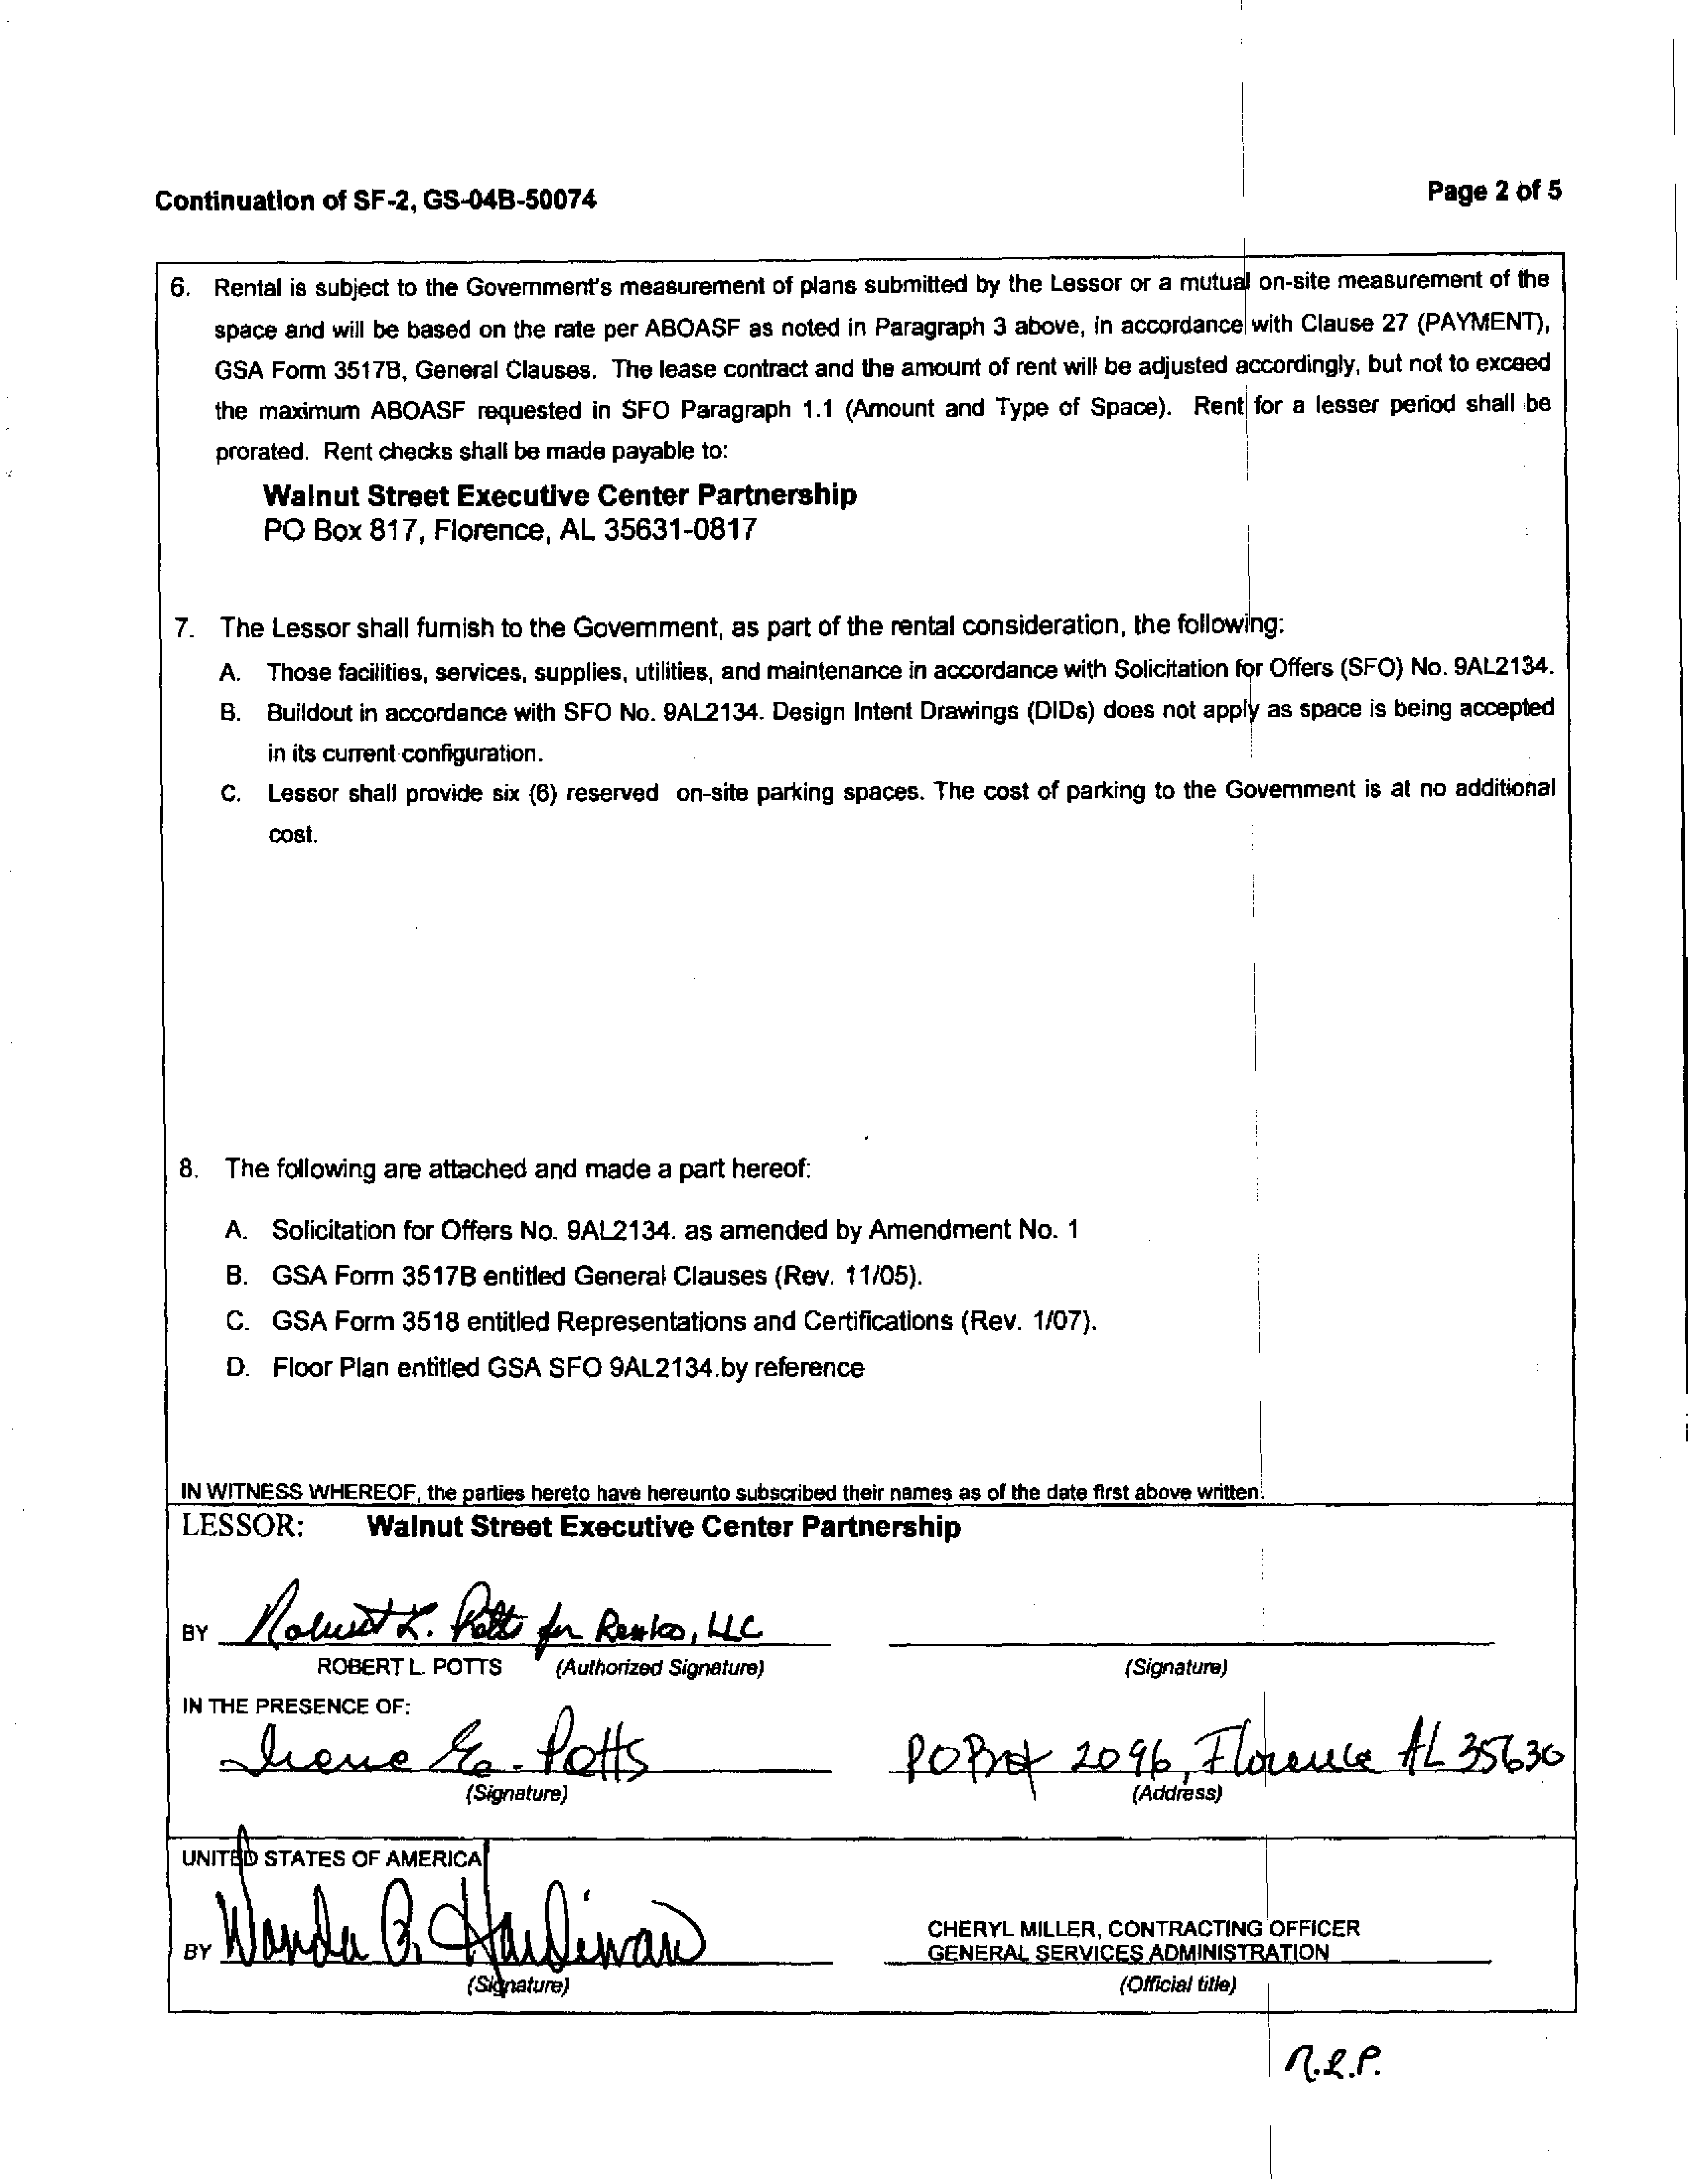 Continuation of SF-2, GS-04B-50074
Page 2 of 5
6. Rental is subject to the Government's measurement of plans submitted by the Lessor or a mutual on-site measurement of the
space and will be based on the rate per ABOASF as noted in Paragraph 3 above, in accordance with Clause 27 (PAYMENT),
GSA Form 3517B, General Clauses. The lease contract and the amount of rent will be adjusted accordingly, but not to exceed
the maximum ABOASF requested in SFO Paragraph 1.1 (Amount and Type of Space). Rent for a lesser period shall be
prorated. Rent checks shall be made payable to:
Walnut Street Executive Center Partnership
PO Box 817, Florence, AL 35631-0817
7. The Lessor shall furnish to the Government, as part of the rental consideration, the following:
A. Those facilities, services, supplies, utilities, and maintenance in accordance with Solicitation for Offers (SFO) No. 9AL2134.
B. Buildout in accordance with SFO No. 9AL2134. Design Intent Drawings (DIDs) does not apply as space is being accepted
in its current configuration.
C. Lessor shall provide six (6) reserved on-site parking spaces. The cost of parking to the Government is at no additional
cost.
8. The following are attached and made a part hereof:
A. Solicitation for Offers No. 9AL2134. as amended by Amendment No. 1
B. GSA Form 3517B entitled General Clauses (Rev. 11/05).
C. GSA Form 3518 entitled Representations and Certifications (Rev. 1/07).
D. Floor Plan entitled GSA SFO 9AL2134.by reference
IN WITNESS WHEREOF, the parties hereto have hereunto subscribed their names as of the date first above written.
LESSOR: Walnut Street Executive Center Partnership
BY Robert L. Potts for LLC
ROBERT L. POTTS (Authorized Signature)
(Signature)
IN THE PRESENCE OF:
Irene Potts
(Signature)
PO Box 2096, Florence AL 35630
(Address)
UNITED STATES OF AMERICA
BY Wanda B. Hardiman
(Signature)
CHERYL MILLER, CONTRACTING OFFICER
GENERAL SERVICES ADMINISTRATION
(Official title)
R.L.P.